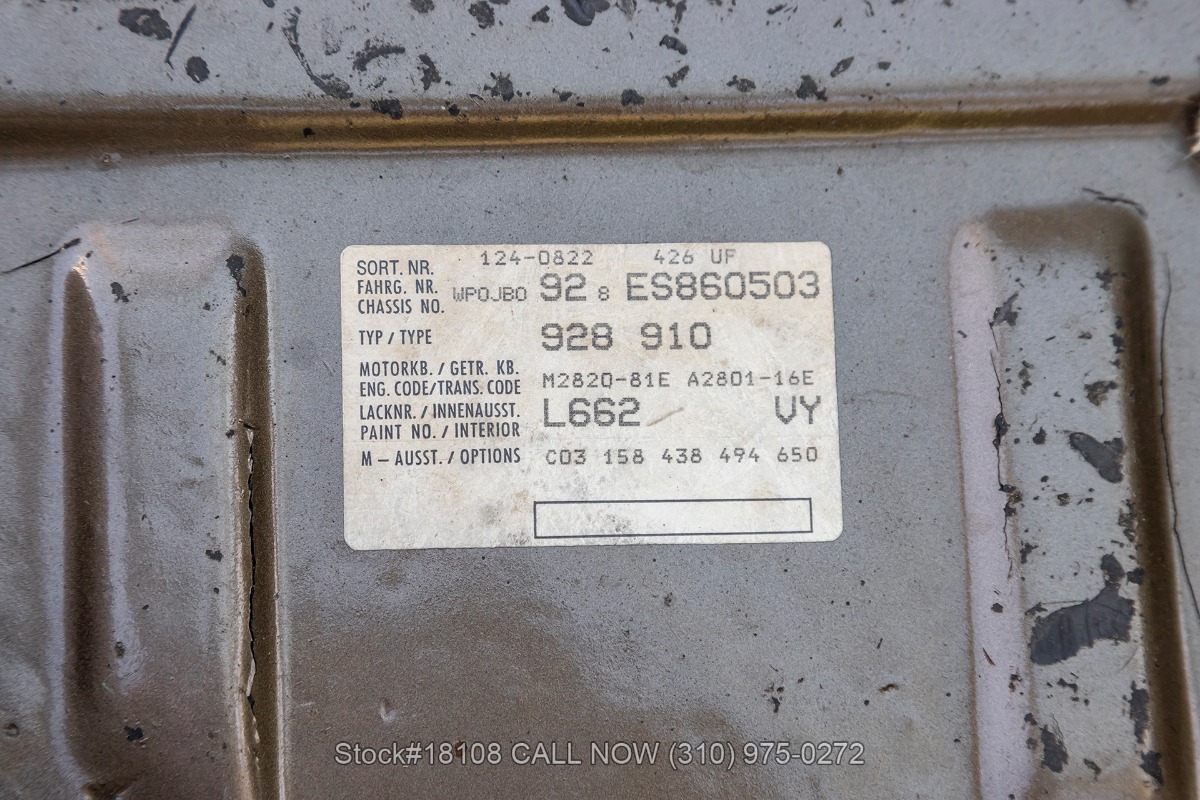 SORT. NR. 124-0822 426 UF
FAHRG. NR.
CHASSIS NO. WP0JB0 92 8 ES860503
TYP / TYPE 928 910
MOTORKB. / GETR. KB.
ENG. CODE/TRANS. CODE M2820-81E A2801-16E
LACKNR. / INNENAUSST. L662 VY
PAINT NO. / INTERIOR
M – AUSST. / OPTIONS C03 158 438 494 650
Stock#18108 CALL NOW (310) 975-0272